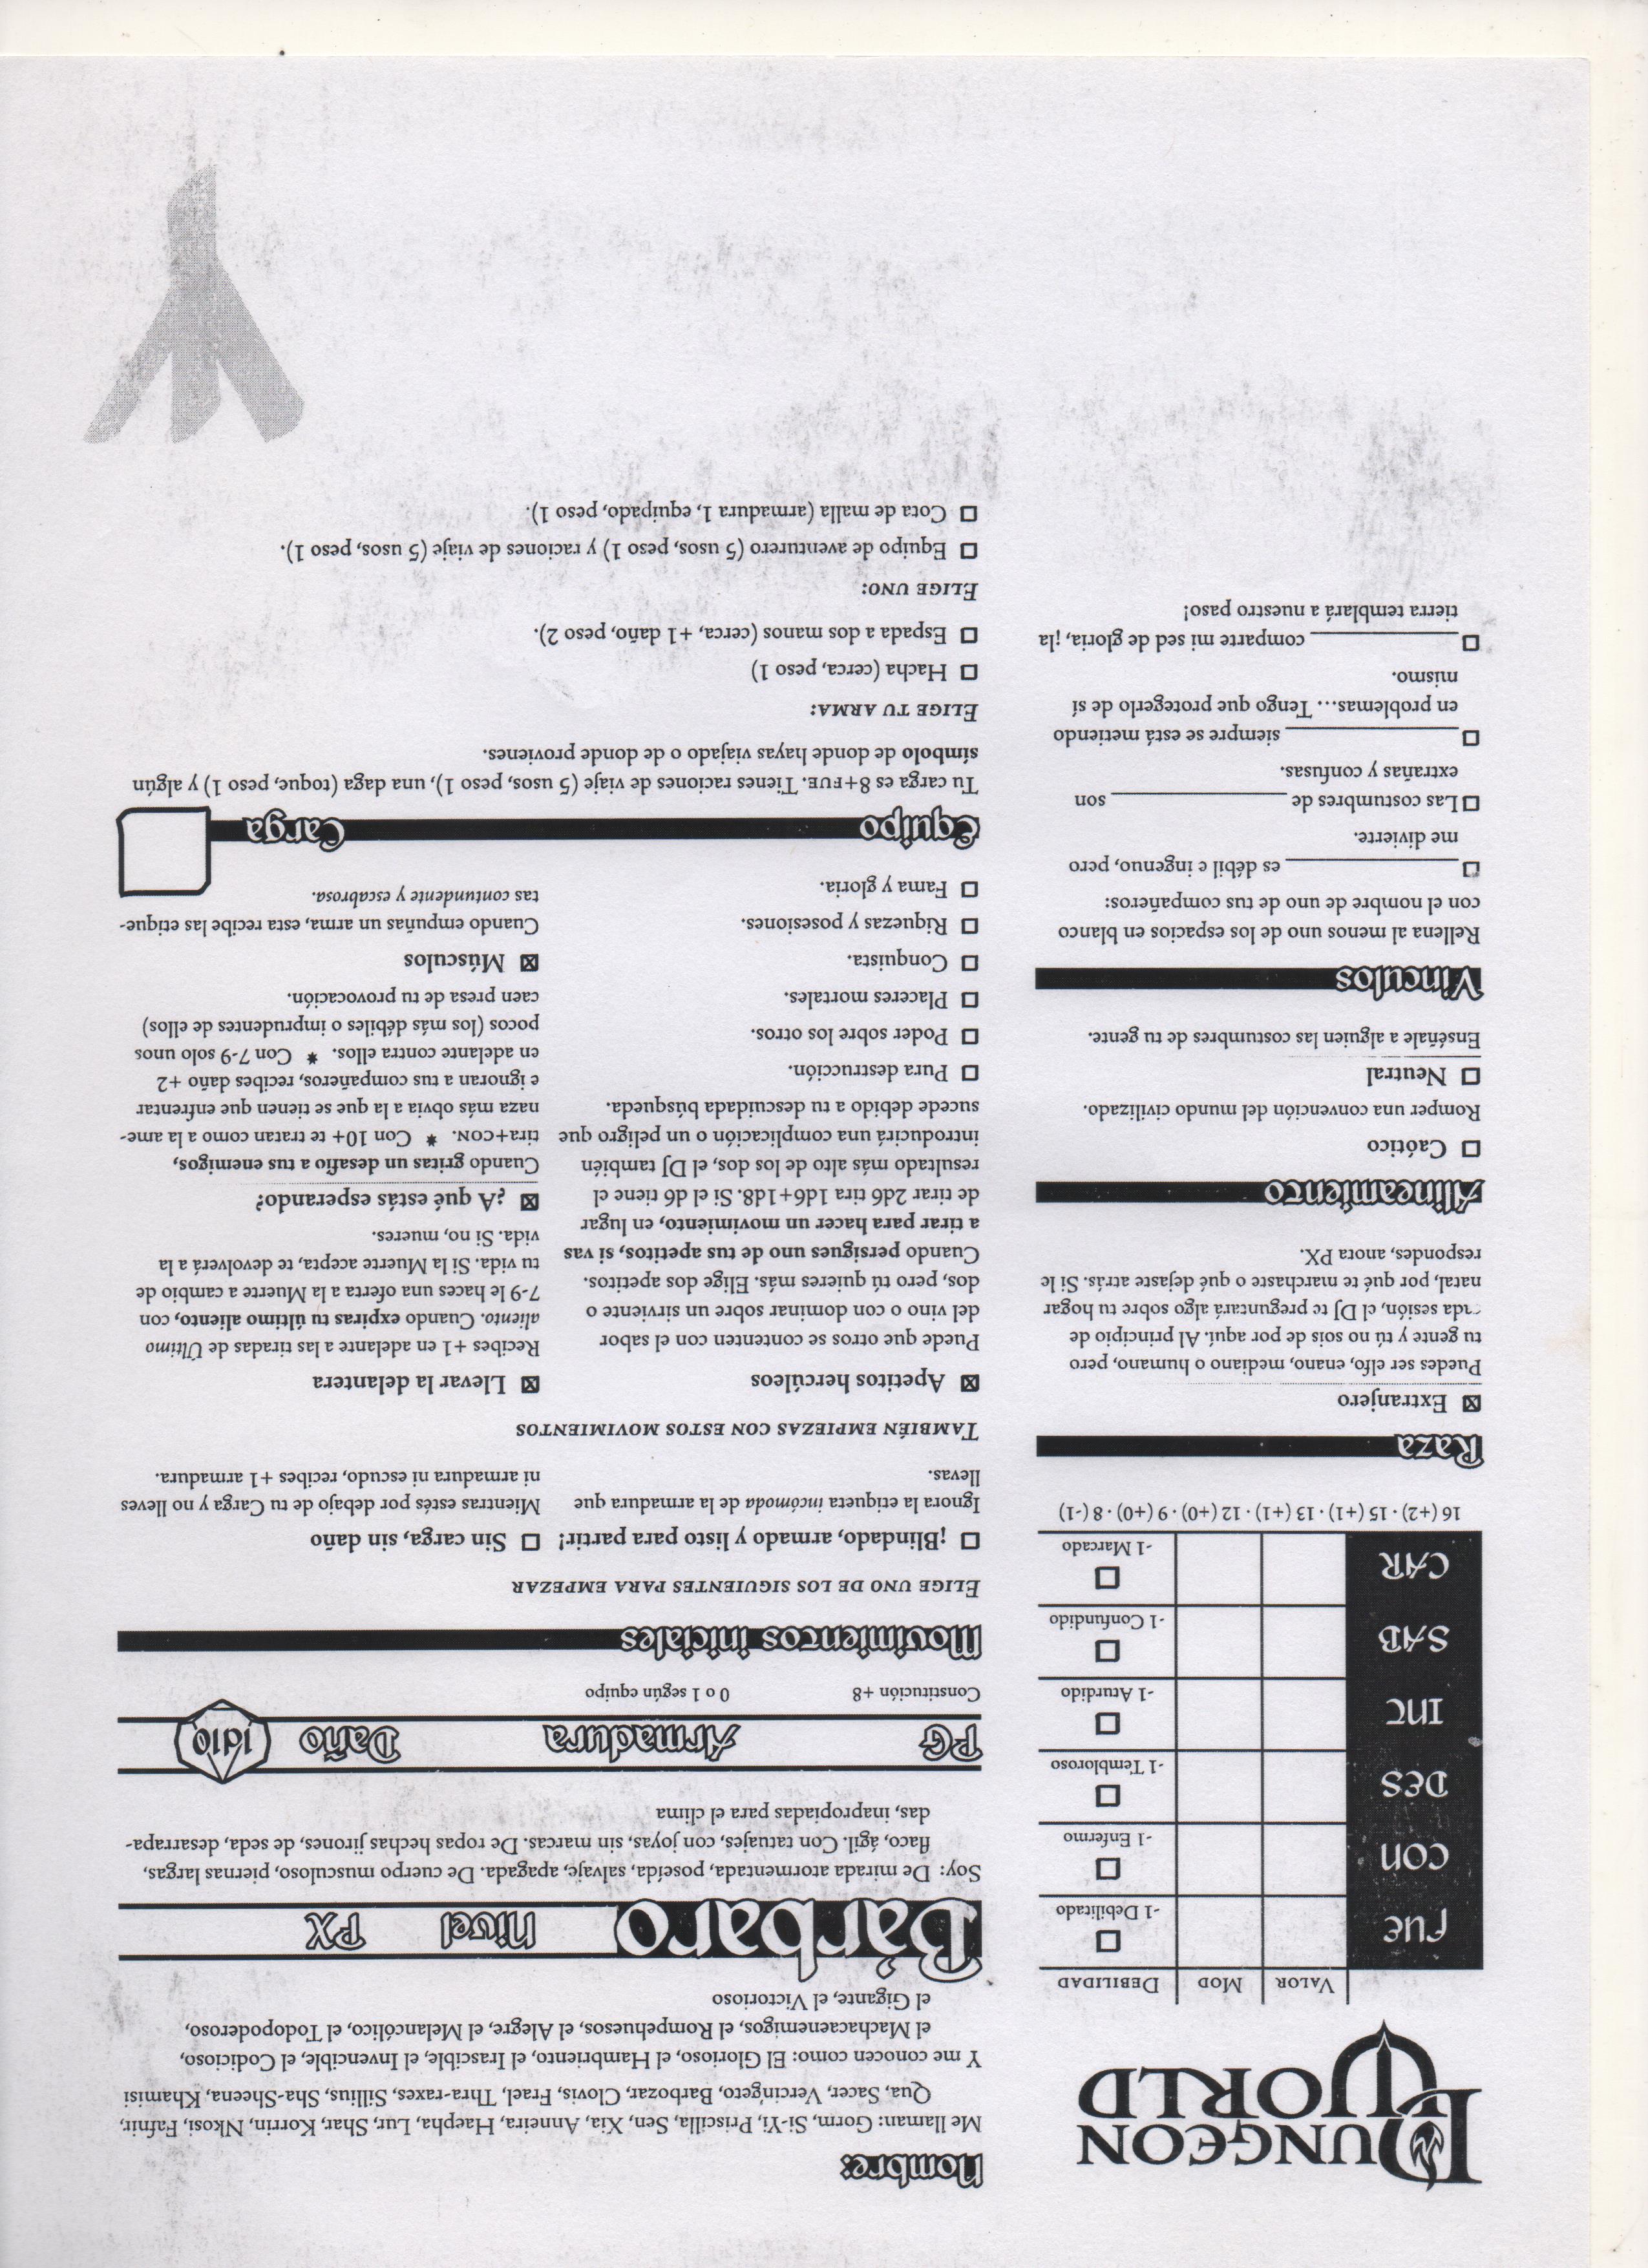 DUNGEON
WORLD
VALOR MOD DEBILIDAD
FUE
-1 Debilitado
CON
-1 Enfermo
DES
-1 Tembloroso
INT
-1 Aturdido
SAB
-1 Confundido
CAR
-1 Marcado
16 (+2) · 15 (+1) · 13 (+1) · 12 (+0) · 9 (+0) · 8 (-1)
Raza
Extranjero
Puedes ser elfo, enano, mediano o humano, pero
tu gente y tú no sois de por aquí. Al principio de
cada sesión, el DJ te preguntará algo sobre tu hogar
natal, por qué te marchaste o qué dejaste atrás. Si le
respondes, anota PX.
Alineamiento
Caótico
Romper una convención del mundo civilizado.
Neutral
Enséñale a alguien las costumbres de tu gente.
Vínculos
Rellena al menos uno de los espacios en blanco
con el nombre de uno de tus compañeros:
_______________ es débil e ingenuo, pero
me divierte.
Las costumbres de _______________ son
extrañas y confusas.
_______________ siempre se está metiendo
en problemas... Tengo que protegerlo de sí
mismo.
_______________ comparte mi sed de gloria, ¡la
tierra temblará a nuestro paso!
Nombre:
Me llaman: Gorm, Si-Yi, Priscilla, Sen, Xia, Anneira, Haepha, Lur, Shar, Korrin, Nkosi, Fafnir,
Qua, Sacer, Vercin'geto, Barbozar, Clovis, Frael, Thra-raxes, Sillius, Sha-Sheena, Khamisi
Y me conocen como: El Glorioso, el Hambriento, el Irascible, el Invencible, el Codicioso,
el Machacaenemigos, el Rompehuesos, el Alegre, el Melancólico, el Todopoderoso,
el Gigante, el Victorioso
Bárbaro Nivel PX
Soy: De mirada atormentada, poseída, salvaje, apagada. De cuerpo musculoso, piernas largas,
flaco, ágil. Con tatuajes, con joyas, sin marcas. De ropas hechas jirones, de seda, desarrapa-
das, inapropiadas para el clima
PG Armadura Daño 1d10
Constitución +8 0 o 1 según equipo
Movimientos iniciales
ELIGE UNO DE LOS SIGUIENTES PARA EMPEZAR
¡Blindado, armado y listo para partir!
Ignora la etiqueta incómoda de la armadura que
llevas.
Sin carga, sin daño
Mientras estés por debajo de tu Carga y no lleves
ni armadura ni escudo, recibes +1 armadura.
TAMBIÉN EMPIEZAS CON ESTOS MOVIMIENTOS
Apetitos hercúleos
Puede que otros se contenten con el sabor
del vino o con dominar sobre un sirviente o
dos, pero tú quieres más. Elige dos apetitos.
Cuando persigues uno de tus apetitos, si vas
a tirar para hacer un movimiento, en lugar
de tirar 2d6 tira 1d6+1d8. Si el d6 tiene el
resultado más alto de los dos, el DJ también
introducirá una complicación o un peligro que
sucede debido a tu descuidada búsqueda.
Pura destrucción.
Poder sobre los otros.
Placeres mortales.
Conquista.
Riquezas y posesiones.
Fama y gloria.
Llevar la delantera
Recibes +1 en adelante a las tiradas de Último
aliento. Cuando expiras tu último aliento, con
7-9 le haces una oferta a la Muerte a cambio de
tu vida. Si la Muerte acepta, te devolverá a la
vida. Si no, mueres.
¿A qué estás esperando?
Cuando gritas un desafío a tus enemigos,
tira+CON. * Con 10+ te tratan como a la ame-
naza más obvia a la que se tienen que enfrentar
e ignoran a tus compañeros, recibes daño +2
en adelante contra ellos. * Con 7-9 solo unos
pocos (los más débiles o imprudentes de ellos)
caen presa de tu provocación.
Músculos
Cuando empuñas un arma, esta recibe las etique-
tas contundente y escabrosa.
Equipo Carga
Tu carga es 8+FUE. Tienes raciones de viaje (5 usos, peso 1), una daga (toque, peso 1) y algún
símbolo de donde hayas viajado o de donde provienes.
ELIGE TU ARMA:
Hacha (cerca, peso 1)
Espada a dos manos (cerca, +1 daño, peso 2).
ELIGE UNO:
Equipo de aventurero (5 usos, peso 1) y raciones de viaje (5 usos, peso 1).
Cota de malla (armadura 1, equipado, peso 1).